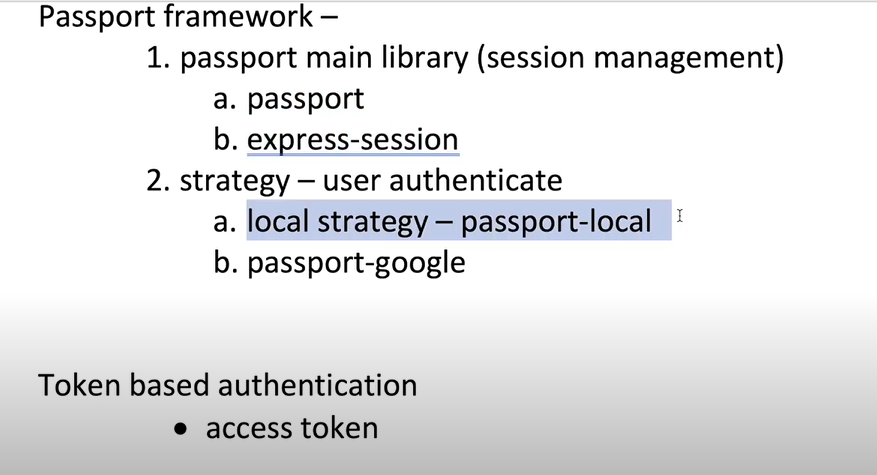 Passport framework –
1. passport main library (session management)
a. passport
b. express-session
2. strategy – user authenticate
a. local strategy – passport-local
b. passport-google
Token based authentication
• access token